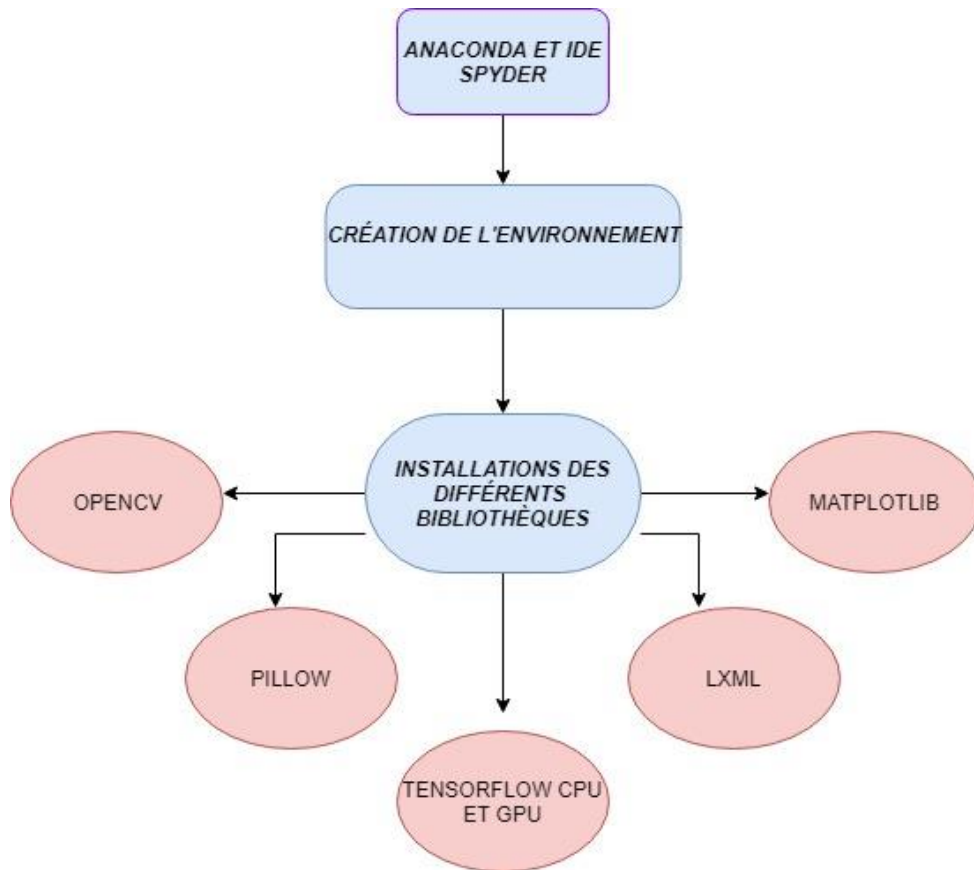 ANACONDA ET IDE
SPYDER
CRÉATION DE L'ENVIRONNEMENT
INSTALLATIONS DES
DIFFÉRENTS
BIBLIOTHÈQUES
OPENCV
MATPLOTLIB
PILLOW
LXML
TENSORFLOW CPU
ET GPU